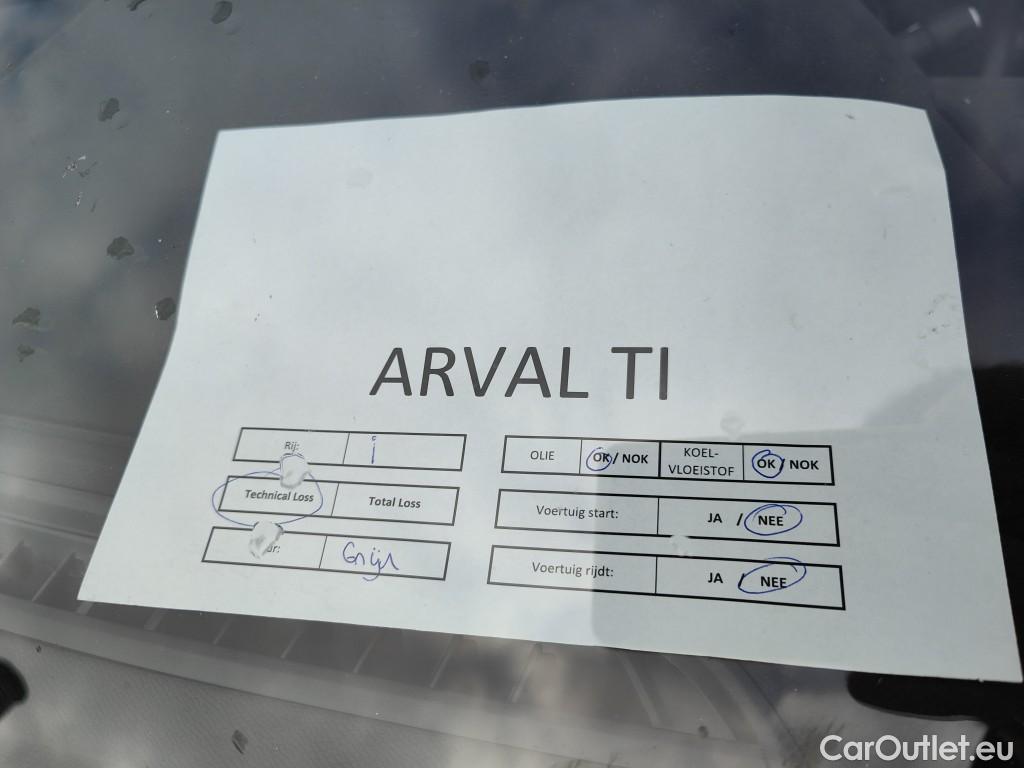 ARVAL TI
Rij: i
Technical Loss Total Loss
Grijs
OLIE OK / NOK KOEL-VLOEISTOF OK / NOK
Voertuig start: JA / NEE
Voertuig rijdt: JA / NEE
CarOutlet.eu